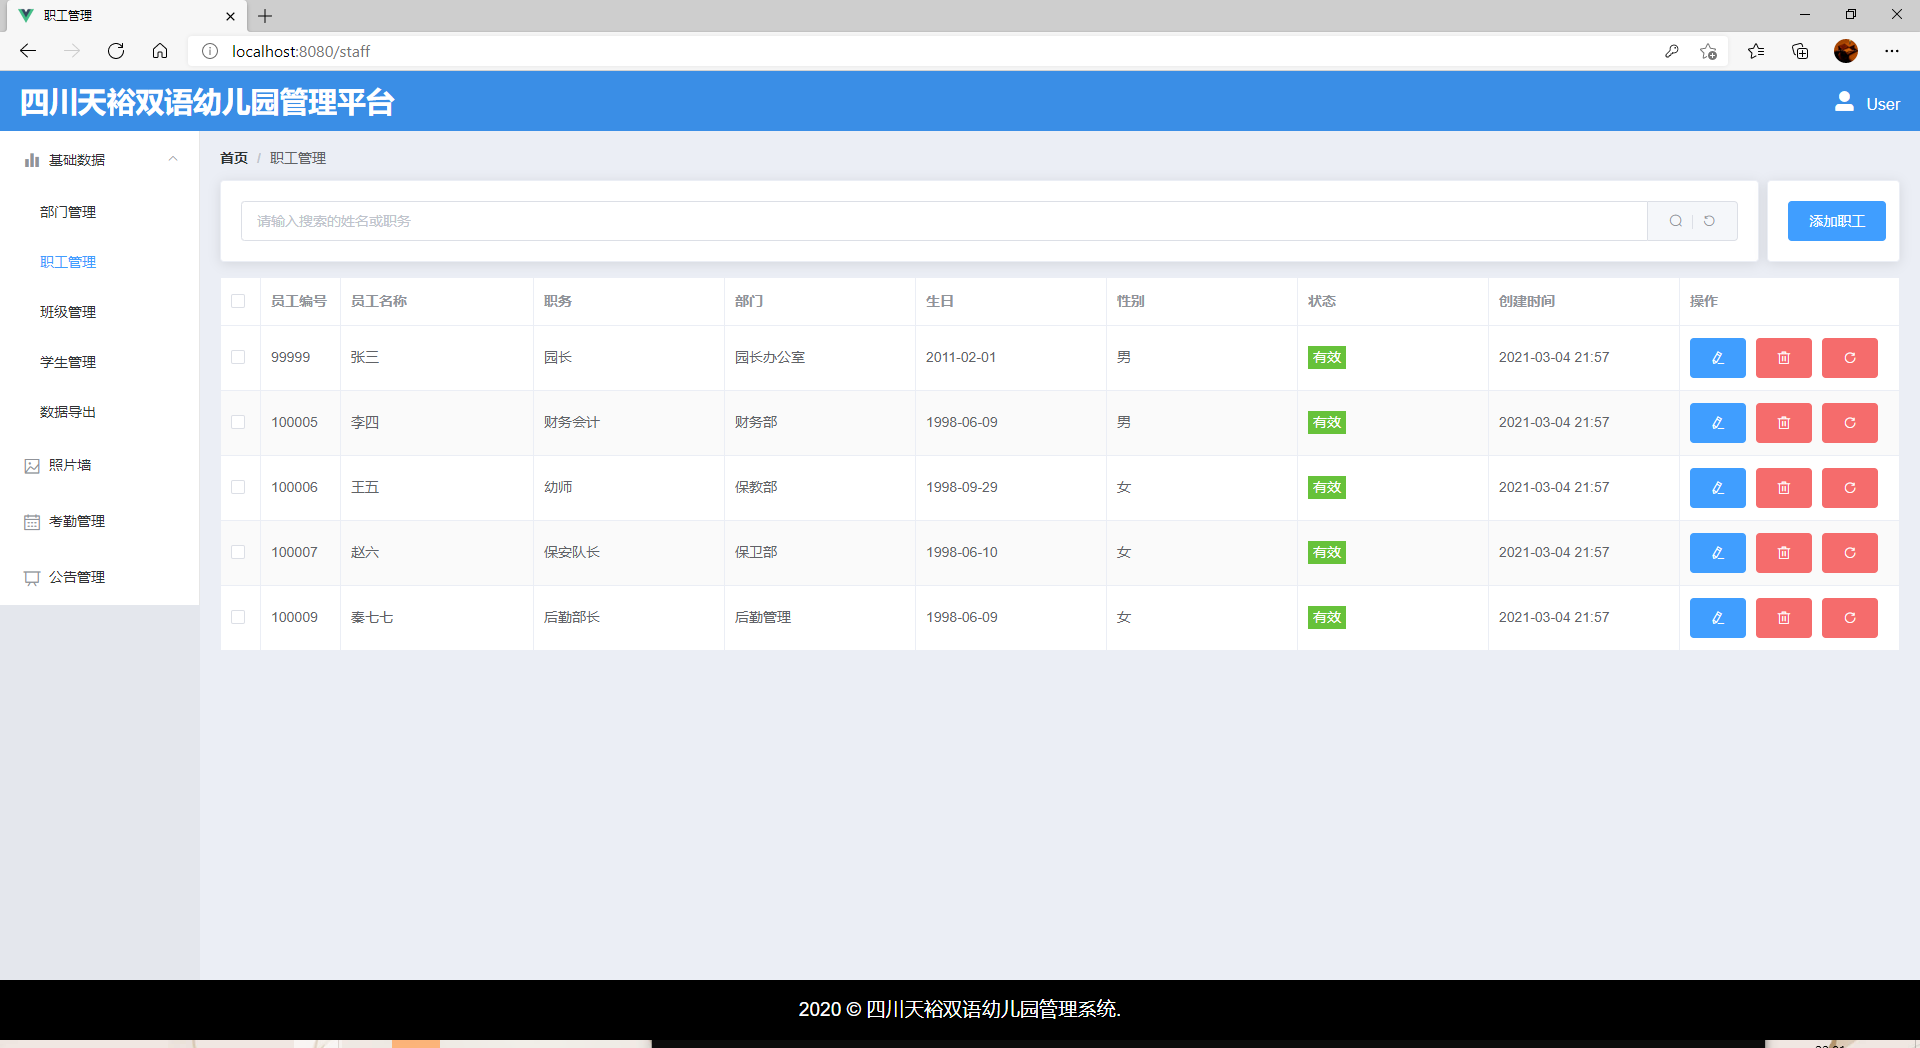 职工管理
localhost:8080/staff
四川天裕双语幼儿园管理平台
User
基础数据
部门管理
职工管理
班级管理
学生管理
数据导出
照片墙
考勤管理
公告管理
首页 / 职工管理
请输入搜索的姓名或职务
添加职工
员工编号 员工名称 职务 部门 生日 性别 状态 创建时间 操作
99999 张三 园长 园长办公室 2011-02-01 男 有效 2021-03-04 21:57
100005 李四 财务会计 财务部 1998-06-09 男 有效 2021-03-04 21:57
100006 王五 幼师 保教部 1998-09-29 女 有效 2021-03-04 21:57
100007 赵六 保安队长 保卫部 1998-06-10 女 有效 2021-03-04 21:57
100009 秦七七 后勤部长 后勤管理 1998-06-09 女 有效 2021-03-04 21:57
2020 © 四川天裕双语幼儿园管理系统.